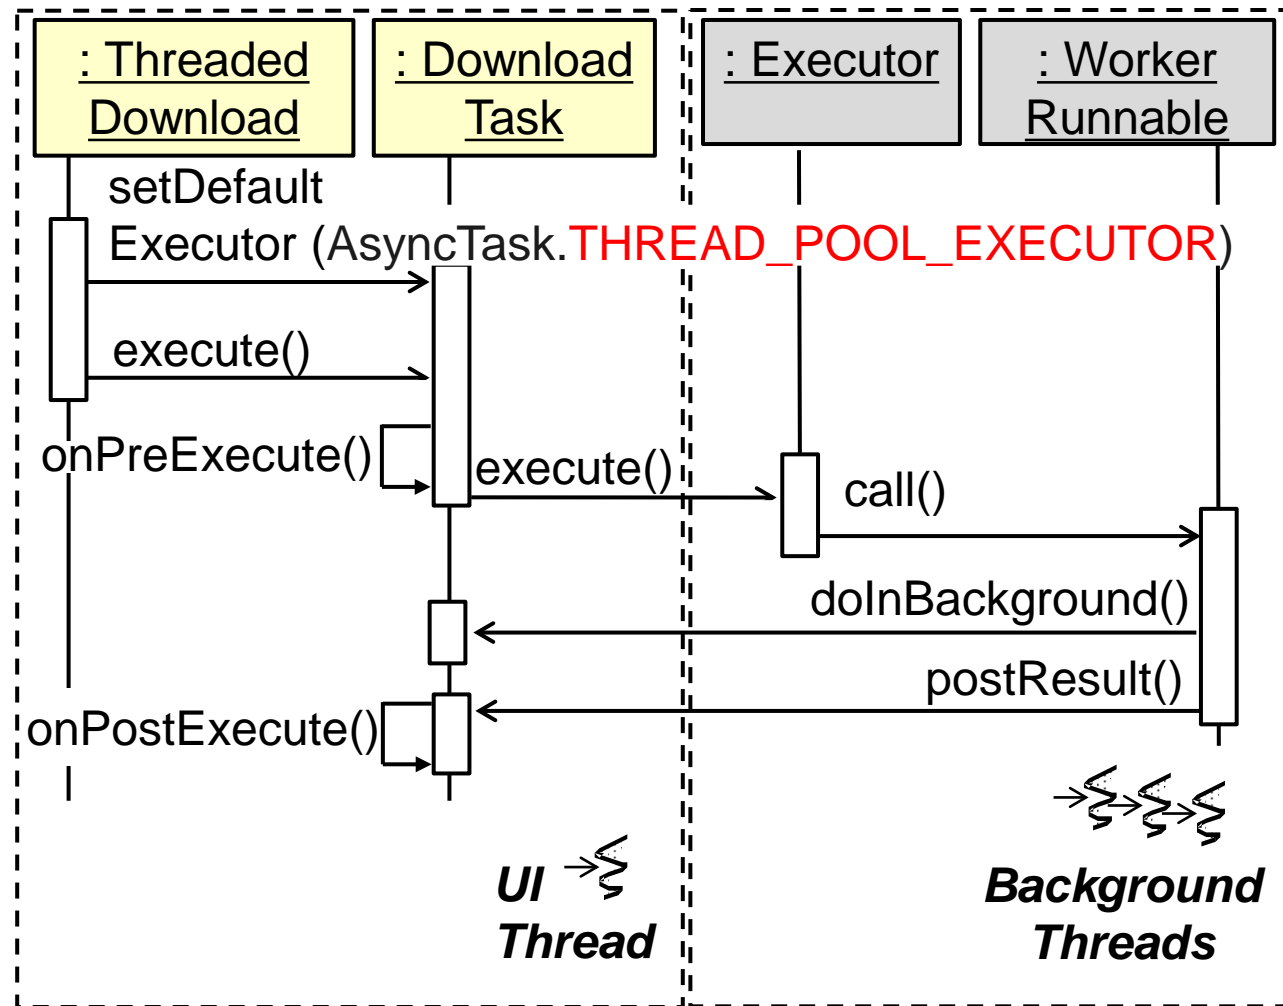 : Threaded
Download
: Download
Task
: Executor
: Worker
Runnable
setDefault
Executor (AsyncTask.THREAD_POOL_EXECUTOR)
execute()
onPreExecute()
execute()
call()
doInBackground()
postResult()
onPostExecute()
UI
Thread
Background
Threads